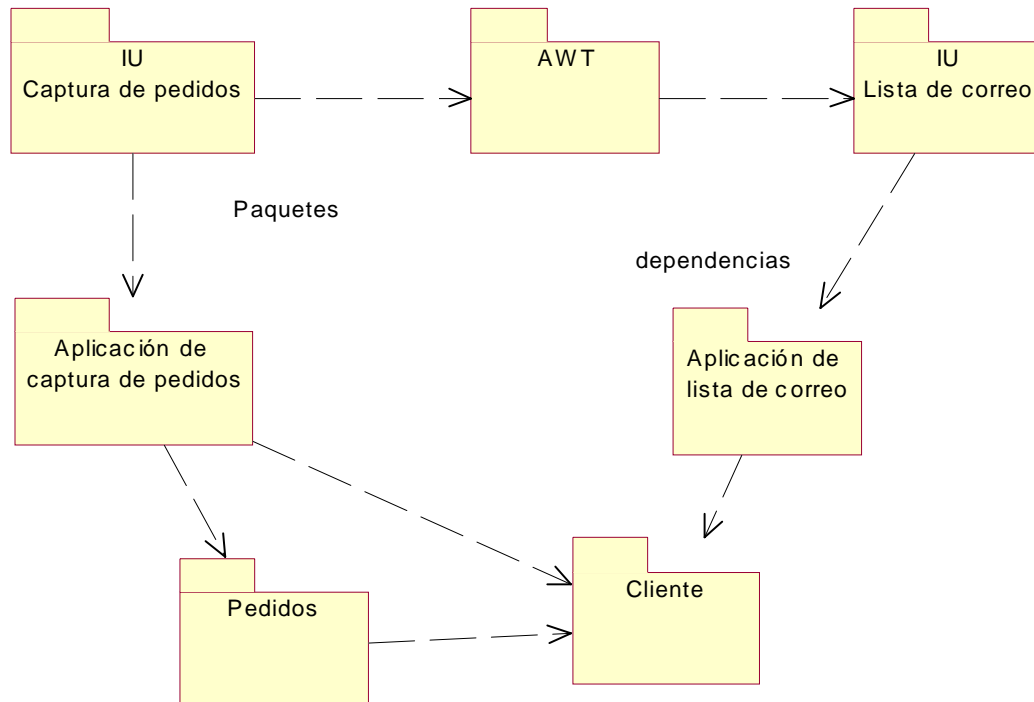 IU
Captura de pedidos
AWT
IU
Lista de correo
Paquetes
dependencias
Aplicación de
captura de pedidos
Aplicación de
lista de correo
Pedidos
Cliente